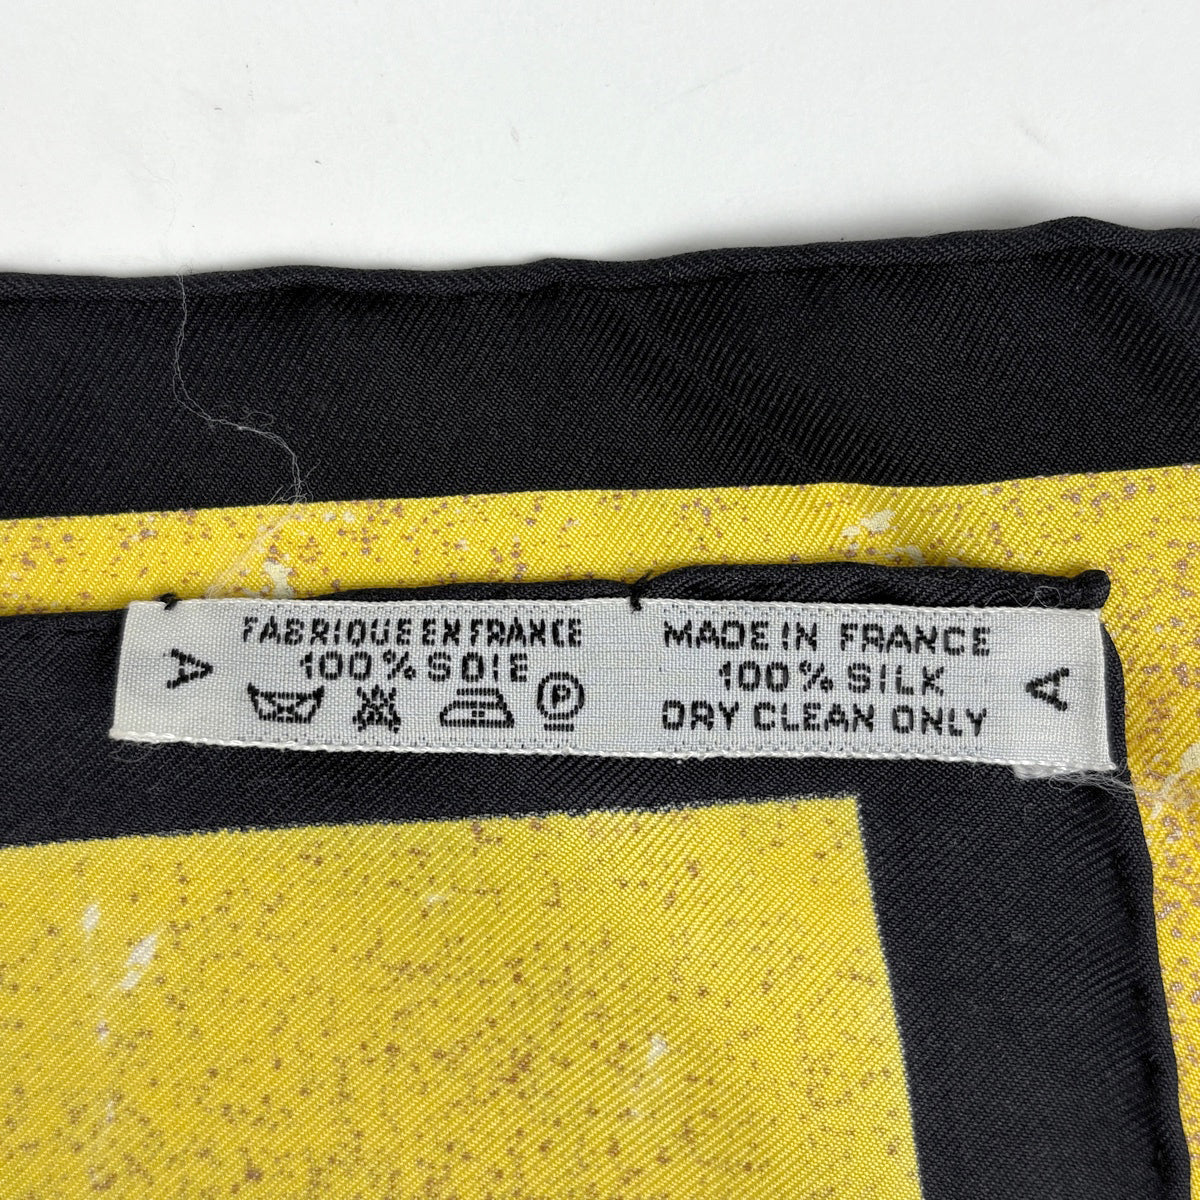 A
FABRIQUE EN FRANCE
100% SOIE
P
MADE IN FRANCE
100% SILK
DRY CLEAN ONLY
A